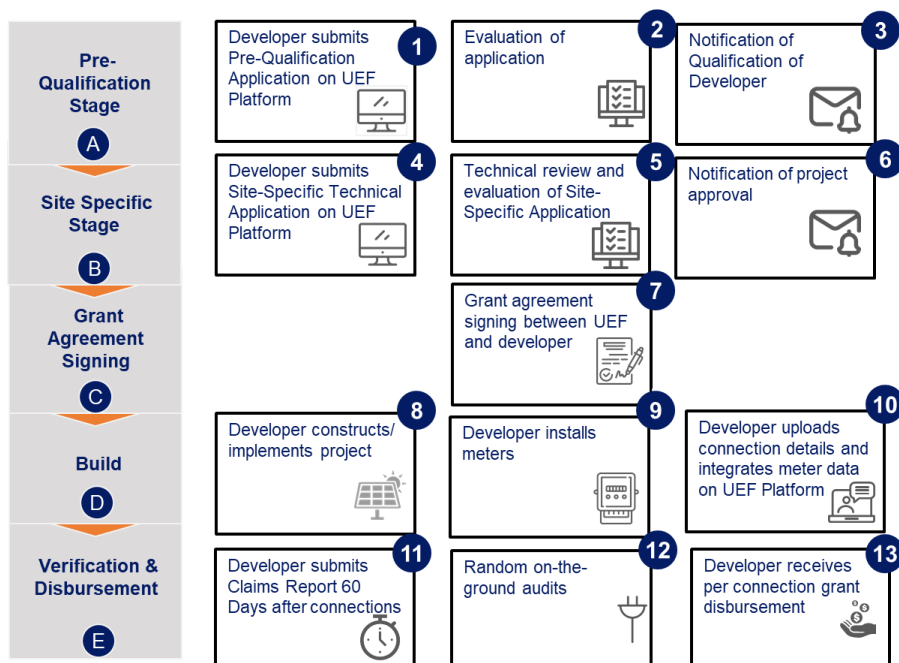 Pre-
Qualification
Stage
A
Developer submits
Pre-Qualification
Application on UEF
Platform
1
Evaluation of
application
2
Notification of
Qualification of
Developer
3
Site Specific
Stage
B
Developer submits
Site-Specific Technical
Application on UEF
Platform
4
Technical review and
evaluation of Site-
Specific Application
5
Notification of project
approval
6
Grant
Agreement
Signing
C
Grant agreement
signing between UEF
and developer
7
Build
D
Developer constructs/
implements project
8
Developer installs
meters
9
Developer uploads
connection details and
integrates meter data
on UEF Platform
10
Verification &
Disbursement
E
Developer submits
Claims Report 60
Days after connections
11
Random on-the-
ground audits
12
Developer receives
per connection grant
disbursement
13